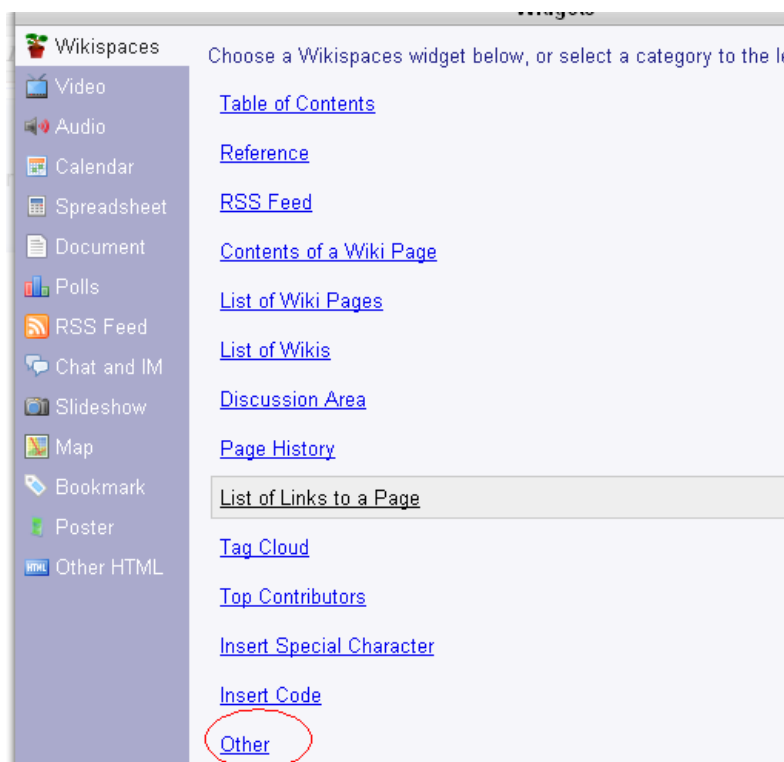 Wikispaces
Video
Audio
Calendar
Spreadsheet
Document
Polls
RSS Feed
Chat and IM
Slideshow
Map
Bookmark
Poster
HTML Other HTML
Choose a Wikispaces widget below, or select a category to the
Table of Contents
Reference
RSS Feed
Contents of a Wiki Page
List of Wiki Pages
List of Wikis
Discussion Area
Page History
List of Links to a Page
Tag Cloud
Top Contributors
Insert Special Character
Insert Code
Other